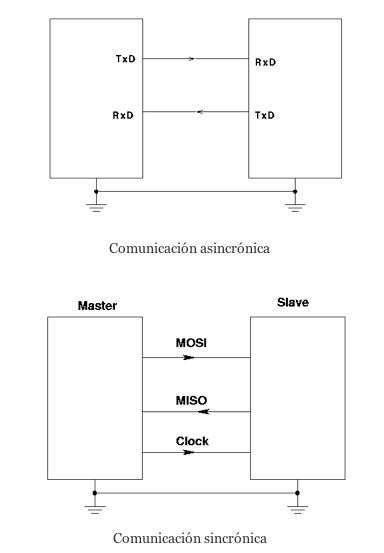 TxD
RxD
RxD
TxD
Comunicación asincrónica
Master
Slave
MOSI
MISO
Clock
Comunicación sincrónica